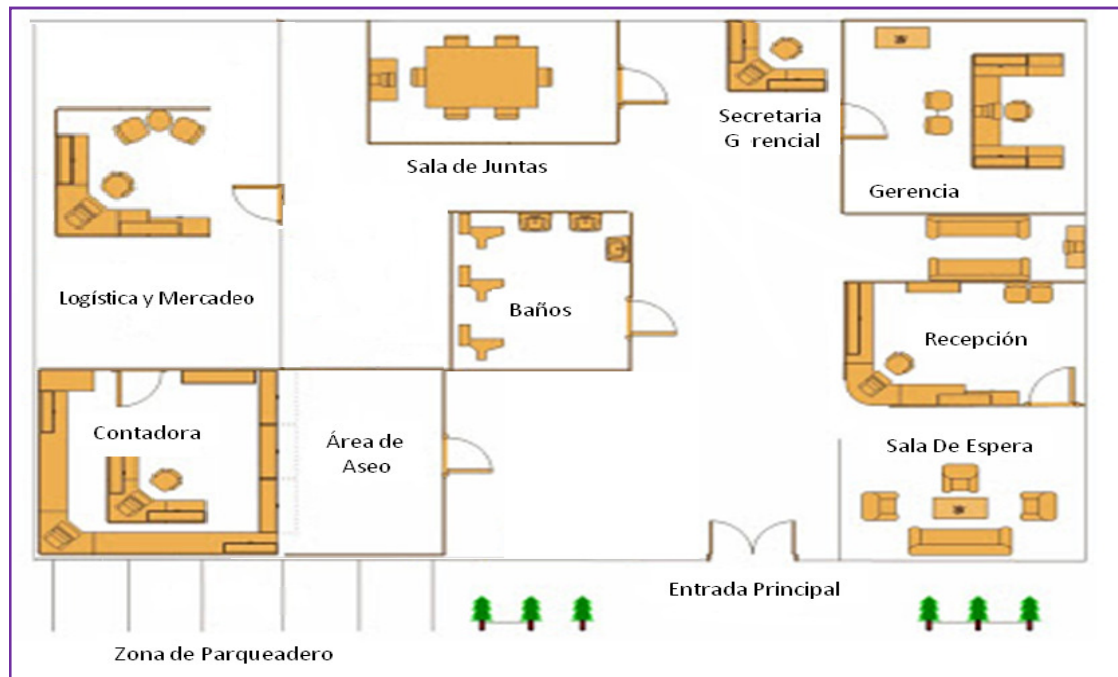 Secretaria
G rencial
Sala de Juntas
Gerencia
Logística y Mercadeo
Baños
Recepción
Contadora
Área de
Aseo
Sala De Espera
Entrada Principal
Zona de Parqueadero